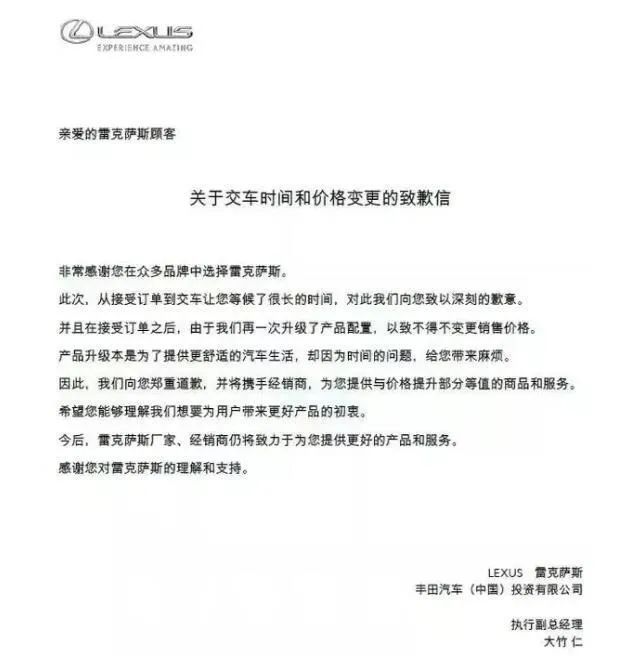 LEXUS
EXPERIENCE AMAZING
亲爱的雷克萨斯顾客
关于交车时间和价格变更的致歉信
非常感谢您在众多品牌中选择雷克萨斯。
此次，从接受订单到交车让您等候了很长的时间，对此我们向您致以深刻的歉意。
并且在接受订单之后，由于我们再一次升级了产品配置，以致不得不变更销售价格。
产品升级本是为了提供更舒适的汽车生活，却因为时间的问题，给您带来麻烦。
因此，我们向您郑重道歉，并将携手经销商，为您提供与价格提升部分等值的商品和服务。
希望您能够理解我们想要为用户带来更好产品的初衷。
今后，雷克萨斯厂家、经销商仍将致力于为您提供更好的产品和服务。
感谢您对雷克萨斯的理解和支持。
LEXUS 雷克萨斯
丰田汽车（中国）投资有限公司
执行副总经理
大竹 仁